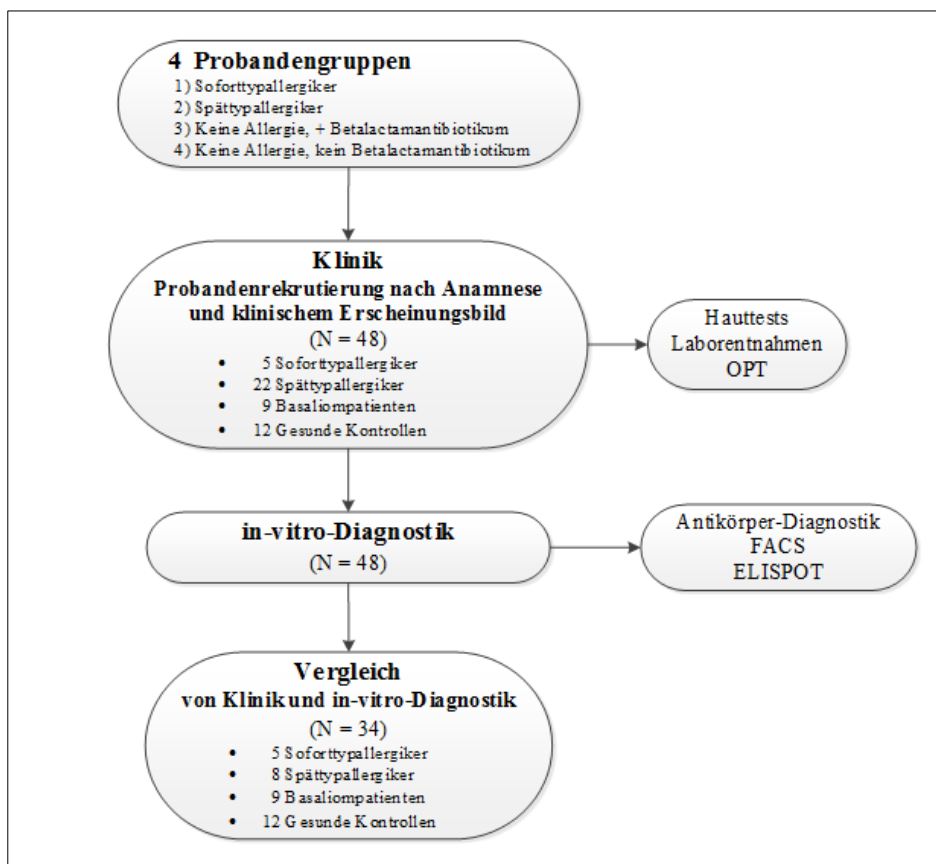 4 Probandengruppen
1) Soforttypallergiker
2) Spättypallergiker
3) Keine Allergie, + Betalactamantibiotikum
4) Keine Allergie, kein Betalactamantibiotikum
Klinik
Probandenrekrutierung nach Anamnese
und klinischem Erscheinungsbild
(N = 48)
• 5 Soforttypallergiker
• 22 Spättypallergiker
• 9 Basaliompatienten
• 12 Gesunde Kontrollen
Hauttests
Laborentnahmen
OPT
in-vitro-Diagnostik
(N = 48)
Antikörper-Diagnostik
FACS
ELISPOT
Vergleich
von Klinik und in-vitro-Diagnostik
(N = 34)
• 5 Soforttypallergiker
• 8 Spättypallergiker
• 9 Basaliompatienten
• 12 Gesunde Kontrollen